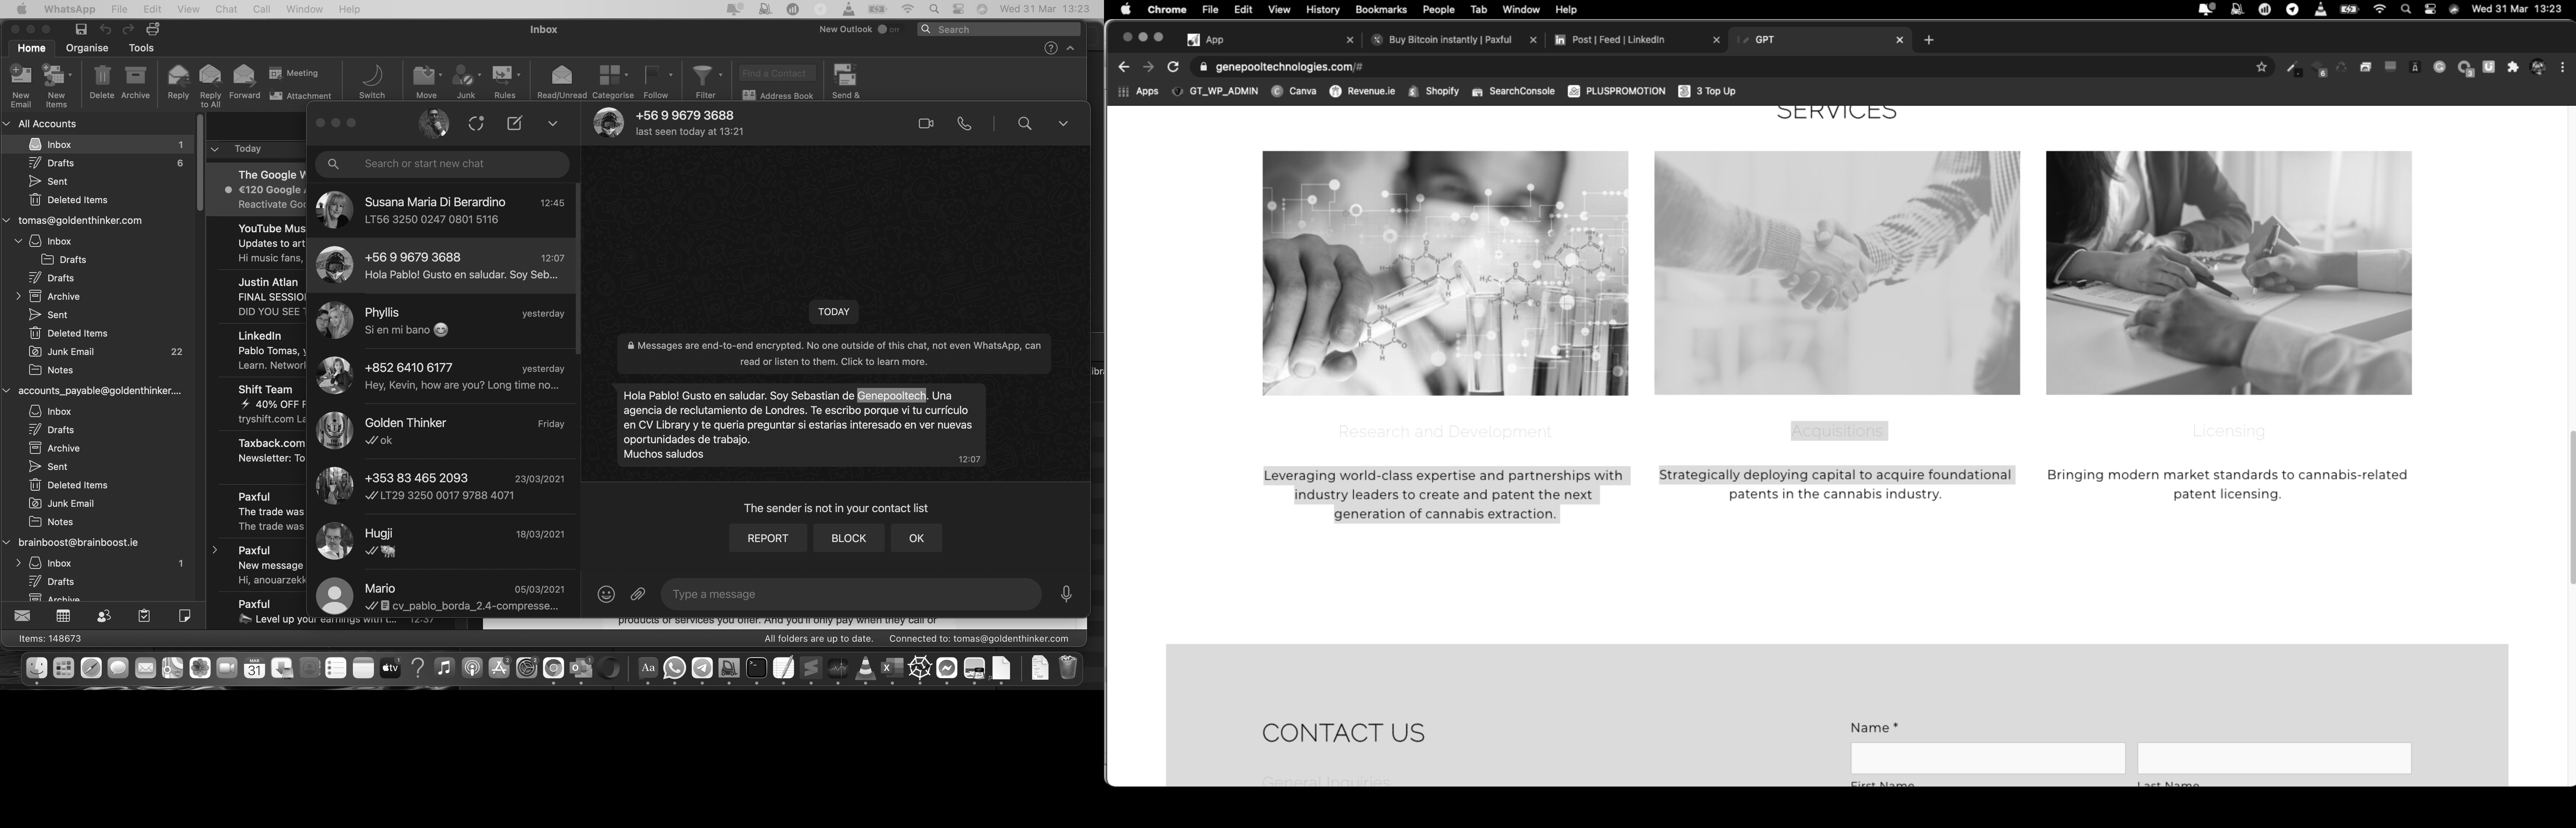 WhatsApp File Edit View Chat Call Window Help Wed 31 Mar 13:23
Inbox New Outlook Off Search
Home Organise Tools
New Email New Items Delete Archive Reply Reply to All Forward Meeting Attachment Switch Move Junk Rules Read/Unread Categorise Follow Filter Find a Contact Address Book Send &
All Accounts
Inbox 1
Drafts 6
Sent
Deleted Items
tomas@goldenthinker.com
Inbox
Drafts
Drafts
Archive
Sent
Deleted Items
Junk Email 22
Notes
accounts_payable@goldenthinker....
Inbox
Drafts
Archive
Sent
Deleted Items
Junk Email
Notes
brainboost@brainboost.ie
Inbox 1
Drafts
Archive
Items: 148673
Today
The Google W
€120 Google
Reactivate Goo
YouTube Mus
Updates to art
Hi music fans,
Justin Atlan
FINAL SESSIO
DID YOU SEE
LinkedIn
Pablo Tomas, y
Learn. Network
Shift Team
40% OFF F
tryshift.com La
Taxback.com
Newsletter: To
Paxful
The trade was
The trade was
Paxful
New message
Hi, anouarzekk
Paxful
Level up your earnings with t... 12:37
products or services you offer. And you'll only pay when they call or
All folders are up to date. Connected to: tomas@goldenthinker.com
Search or start new chat
Susana Maria Di Berardino 12:45
LT56 3250 0247 0801 5116
+56 9 9679 3688 12:07
Hola Pablo! Gusto en saludar. Soy Seb...
Phyllis yesterday
Si en mi bano
+852 6410 6177 yesterday
Hey, Kevin, how are you? Long time no...
Golden Thinker Friday
ok
+353 83 465 2093 23/03/2021
LT29 3250 0017 9788 4071
Hugji 18/03/2021
Mario 05/03/2021
cv_pablo_borda_2.4-compresse...
+56 9 9679 3688
last seen today at 13:21
TODAY
Messages are end-to-end encrypted. No one outside of this chat, not even WhatsApp, can
read or listen to them. Click to learn more.
Hola Pablo! Gusto en saludar. Soy Sebastian de Genepooltech. Una
agencia de reclutamiento de Londres. Te escribo porque vi tu currículo
en CV Library y te queria preguntar si estarias interesado en ver nuevas
oportunidades de trabajo.
Muchos saludos
12:07
The sender is not in your contact list
REPORT BLOCK OK
Type a message
MAR 31 tv Aa
Chrome File Edit View History Bookmarks People Tab Window Help Wed 31 Mar 13:23
App Buy Bitcoin instantly | Paxful Post | Feed | LinkedIn GPT
genepooltechnologies.com/#
Apps GT_WP_ADMIN Canva Revenue.ie Shopify SearchConsole PLUSPROMOTION 3 Top Up
SERVICES
Research and Development
Leveraging world-class expertise and partnerships with
industry leaders to create and patent the next
generation of cannabis extraction.
Acquisitions
Strategically deploying capital to acquire foundational
patents in the cannabis industry.
Licensing
Bringing modern market standards to cannabis-related
patent licensing.
CONTACT US
General Inquiries
Name *
First Name Last Name